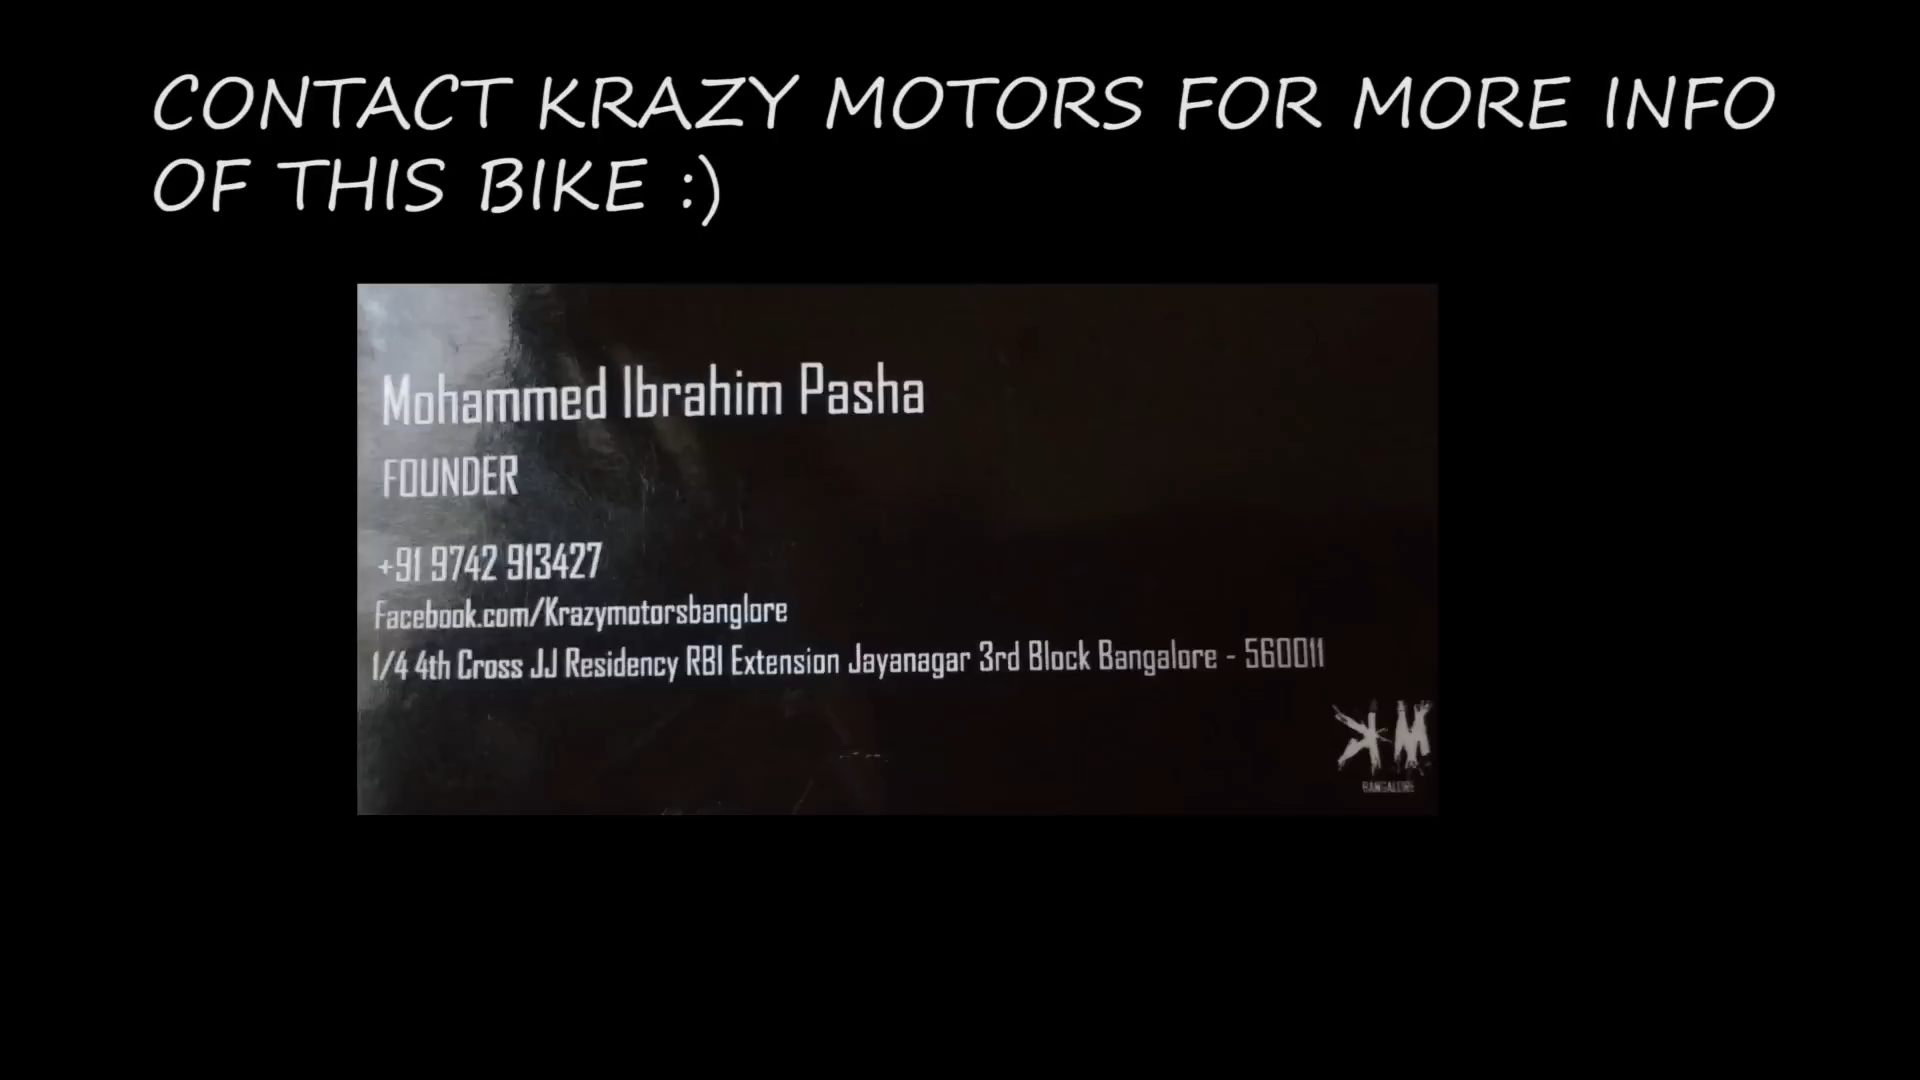 CONTACT KRAZY MOTORS FOR MORE INFO
OF THIS BIKE :)
Mohammed Ibrahim Pasha
FOUNDER
+91 9742 913427
Facebook.com/Krazymotorsbanglore
1/4 4th Cross JJ Residency RBI Extension Jayanagar 3rd Block Bangalore - 560011
KM
BANGALORE